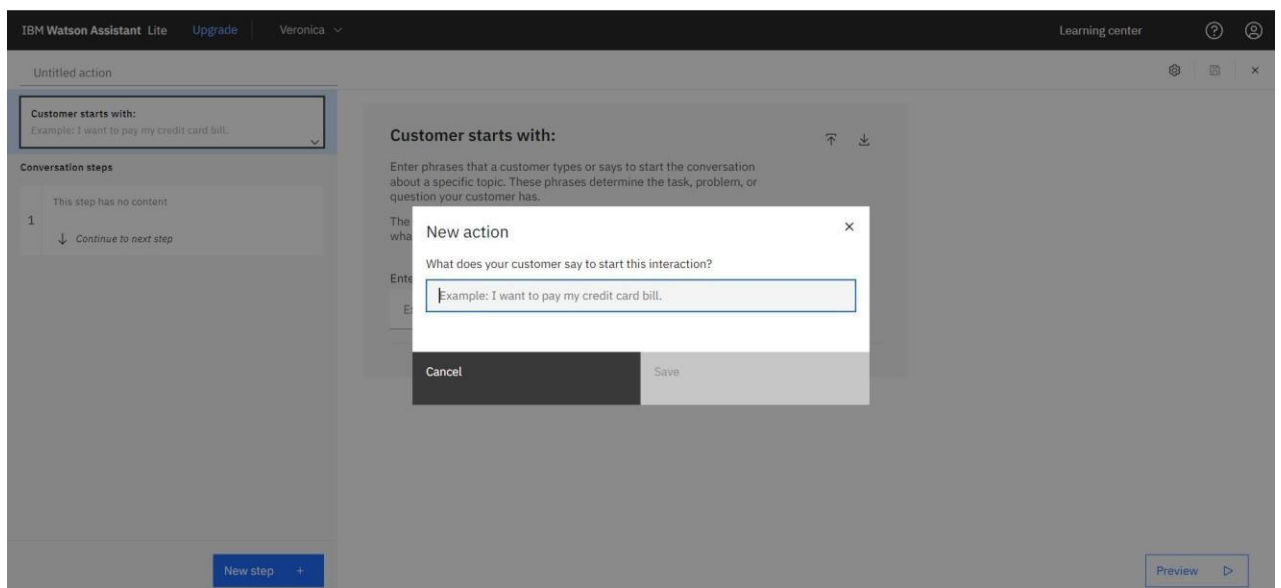 IBM Watson Assistant Lite Upgrade Veronica Learning center
Untitled action
Customer starts with:
Example: I want to pay my credit card bill.
Conversation steps
1
This step has no content
Continue to next step
New step +
Customer starts with:
Enter phrases that a customer types or says to start the conversation
about a specific topic. These phrases determine the task, problem, or
question your customer has.
The
wha
Ente
New action
What does your customer say to start this interaction?
Example: I want to pay my credit card bill.
Cancel
Save
Preview